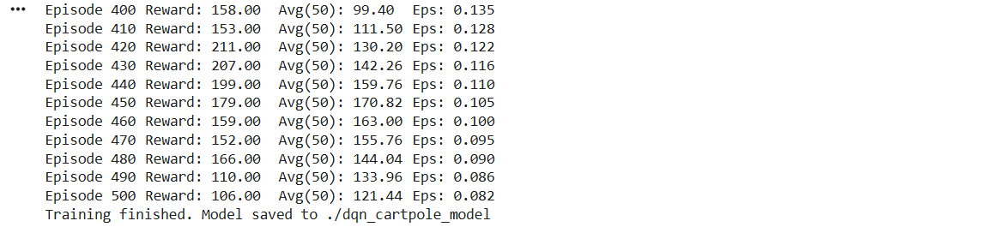 Episode 400 Reward: 158.00  Avg(50): 99.40  Eps: 0.135
Episode 410 Reward: 153.00  Avg(50): 111.50 Eps: 0.128
Episode 420 Reward: 211.00  Avg(50): 130.20 Eps: 0.122
Episode 430 Reward: 207.00  Avg(50): 142.26 Eps: 0.116
Episode 440 Reward: 199.00  Avg(50): 159.76 Eps: 0.110
Episode 450 Reward: 179.00  Avg(50): 170.82 Eps: 0.105
Episode 460 Reward: 159.00  Avg(50): 163.00 Eps: 0.100
Episode 470 Reward: 152.00  Avg(50): 155.76 Eps: 0.095
Episode 480 Reward: 166.00  Avg(50): 144.04 Eps: 0.090
Episode 490 Reward: 110.00  Avg(50): 133.96 Eps: 0.086
Episode 500 Reward: 106.00  Avg(50): 121.44 Eps: 0.082
Training finished. Model saved to ./dqn_cartpole_model